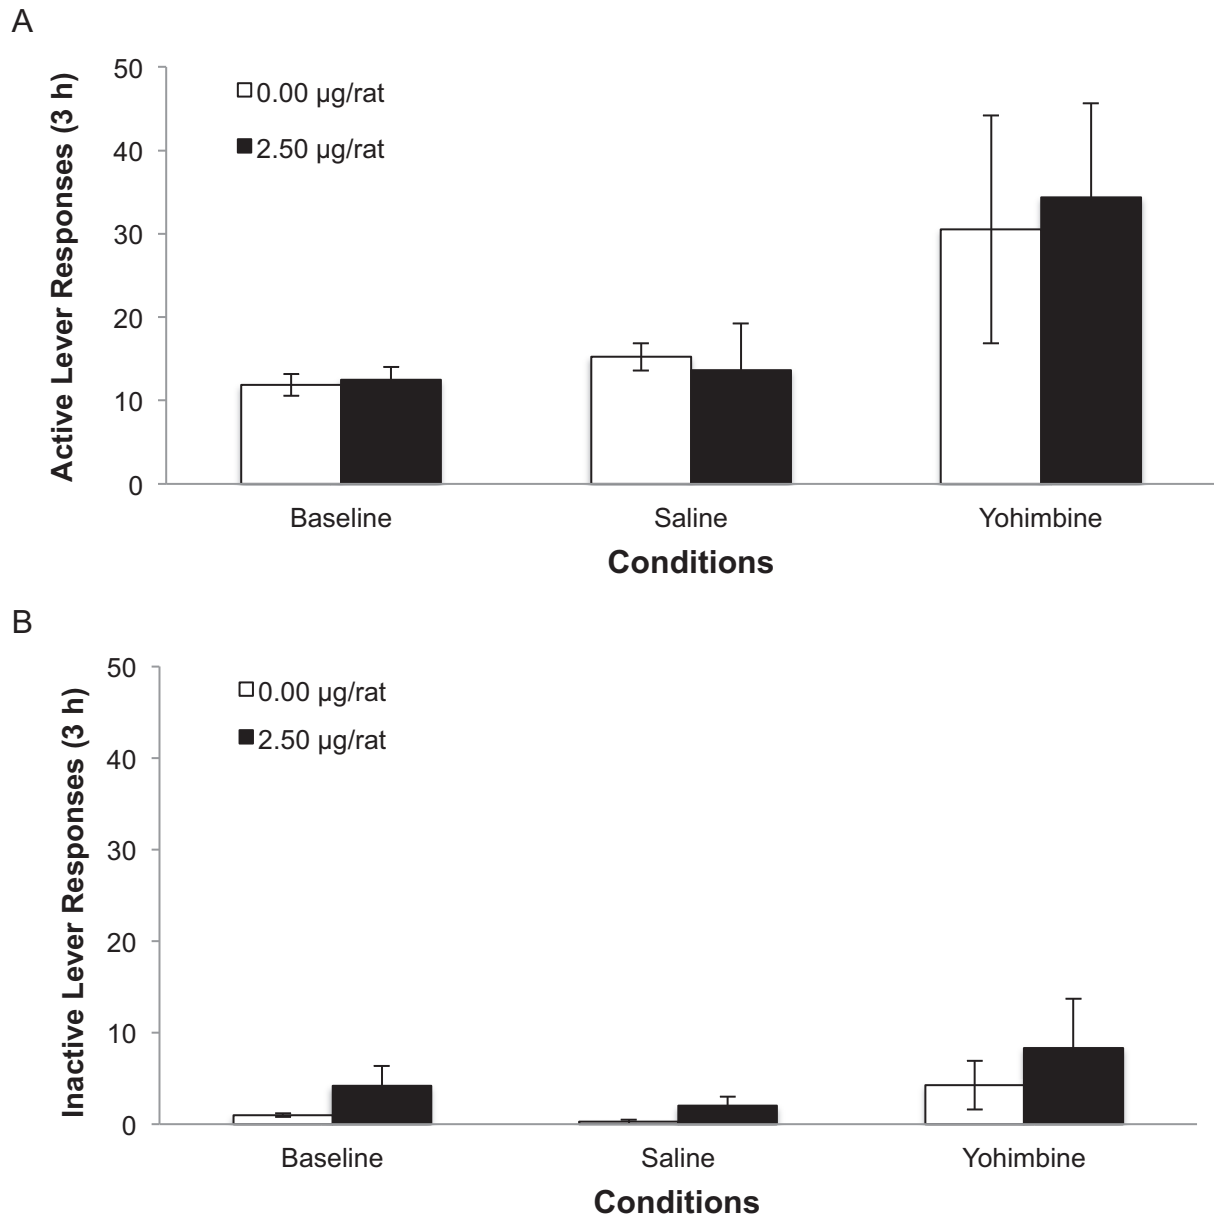 A
Active Lever Responses (3 h)
50
40
30
20
10
0
0.00 µg/rat
2.50 µg/rat
Baseline Saline Yohimbine
Conditions
B
Inactive Lever Responses (3 h)
50
40
30
20
10
0
0.00 µg/rat
2.50 µg/rat
Baseline Saline Yohimbine
Conditions